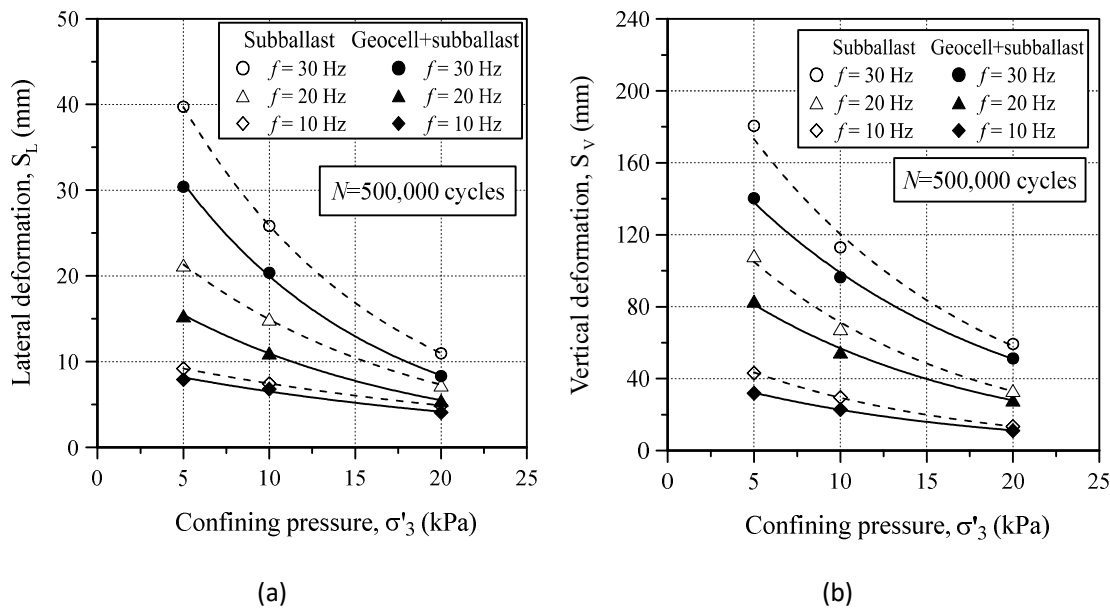 50
40
30
20
10
0
Lateral deformation, S_L (mm)
Subballast Geocell+subballast
f = 30 Hz f = 30 Hz
f = 20 Hz f = 20 Hz
f = 10 Hz f = 10 Hz
N=500,000 cycles
0 5 10 15 20 25
Confining pressure, σ'₃ (kPa)
(a)
240
200
160
120
80
40
0
Vertical deformation, S_V (mm)
Subballast Geocell+subballast
f = 30 Hz f = 30 Hz
f = 20 Hz f = 20 Hz
f = 10 Hz f = 10 Hz
N=500,000 cycles
0 5 10 15 20 25
Confining pressure, σ'₃ (kPa)
(b)